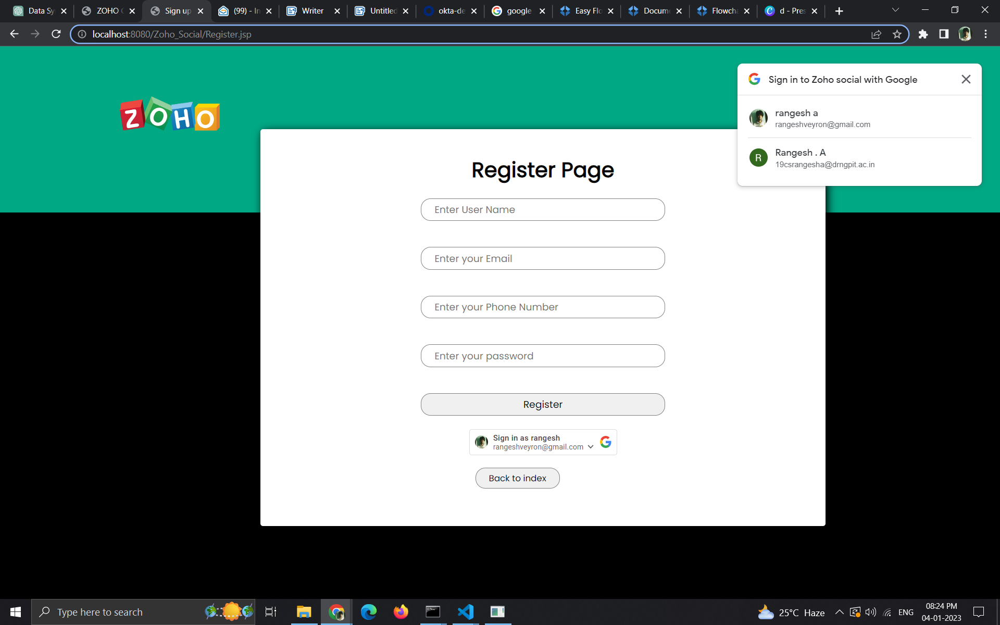 Data Sy
ZOHO
Sign up
(99) - In
Writer
Untitled
okta-de
google
Easy Flo
Docum
Flowcha
d - Pres
localhost:8080/Zoho_Social/Register.jsp
ZOHO
Sign in to Zoho social with Google
rangesh a
rangeshveyron@gmail.com
R
Rangesh . A
19csrangesha@drngpit.ac.in
Register Page
Enter User Name
Enter your Email
Enter your Phone Number
Enter your password
Register
Sign in as rangesh
rangeshveyron@gmail.com
Back to index
Type here to search
25°C Haze
ENG
08:24 PM
04-01-2023